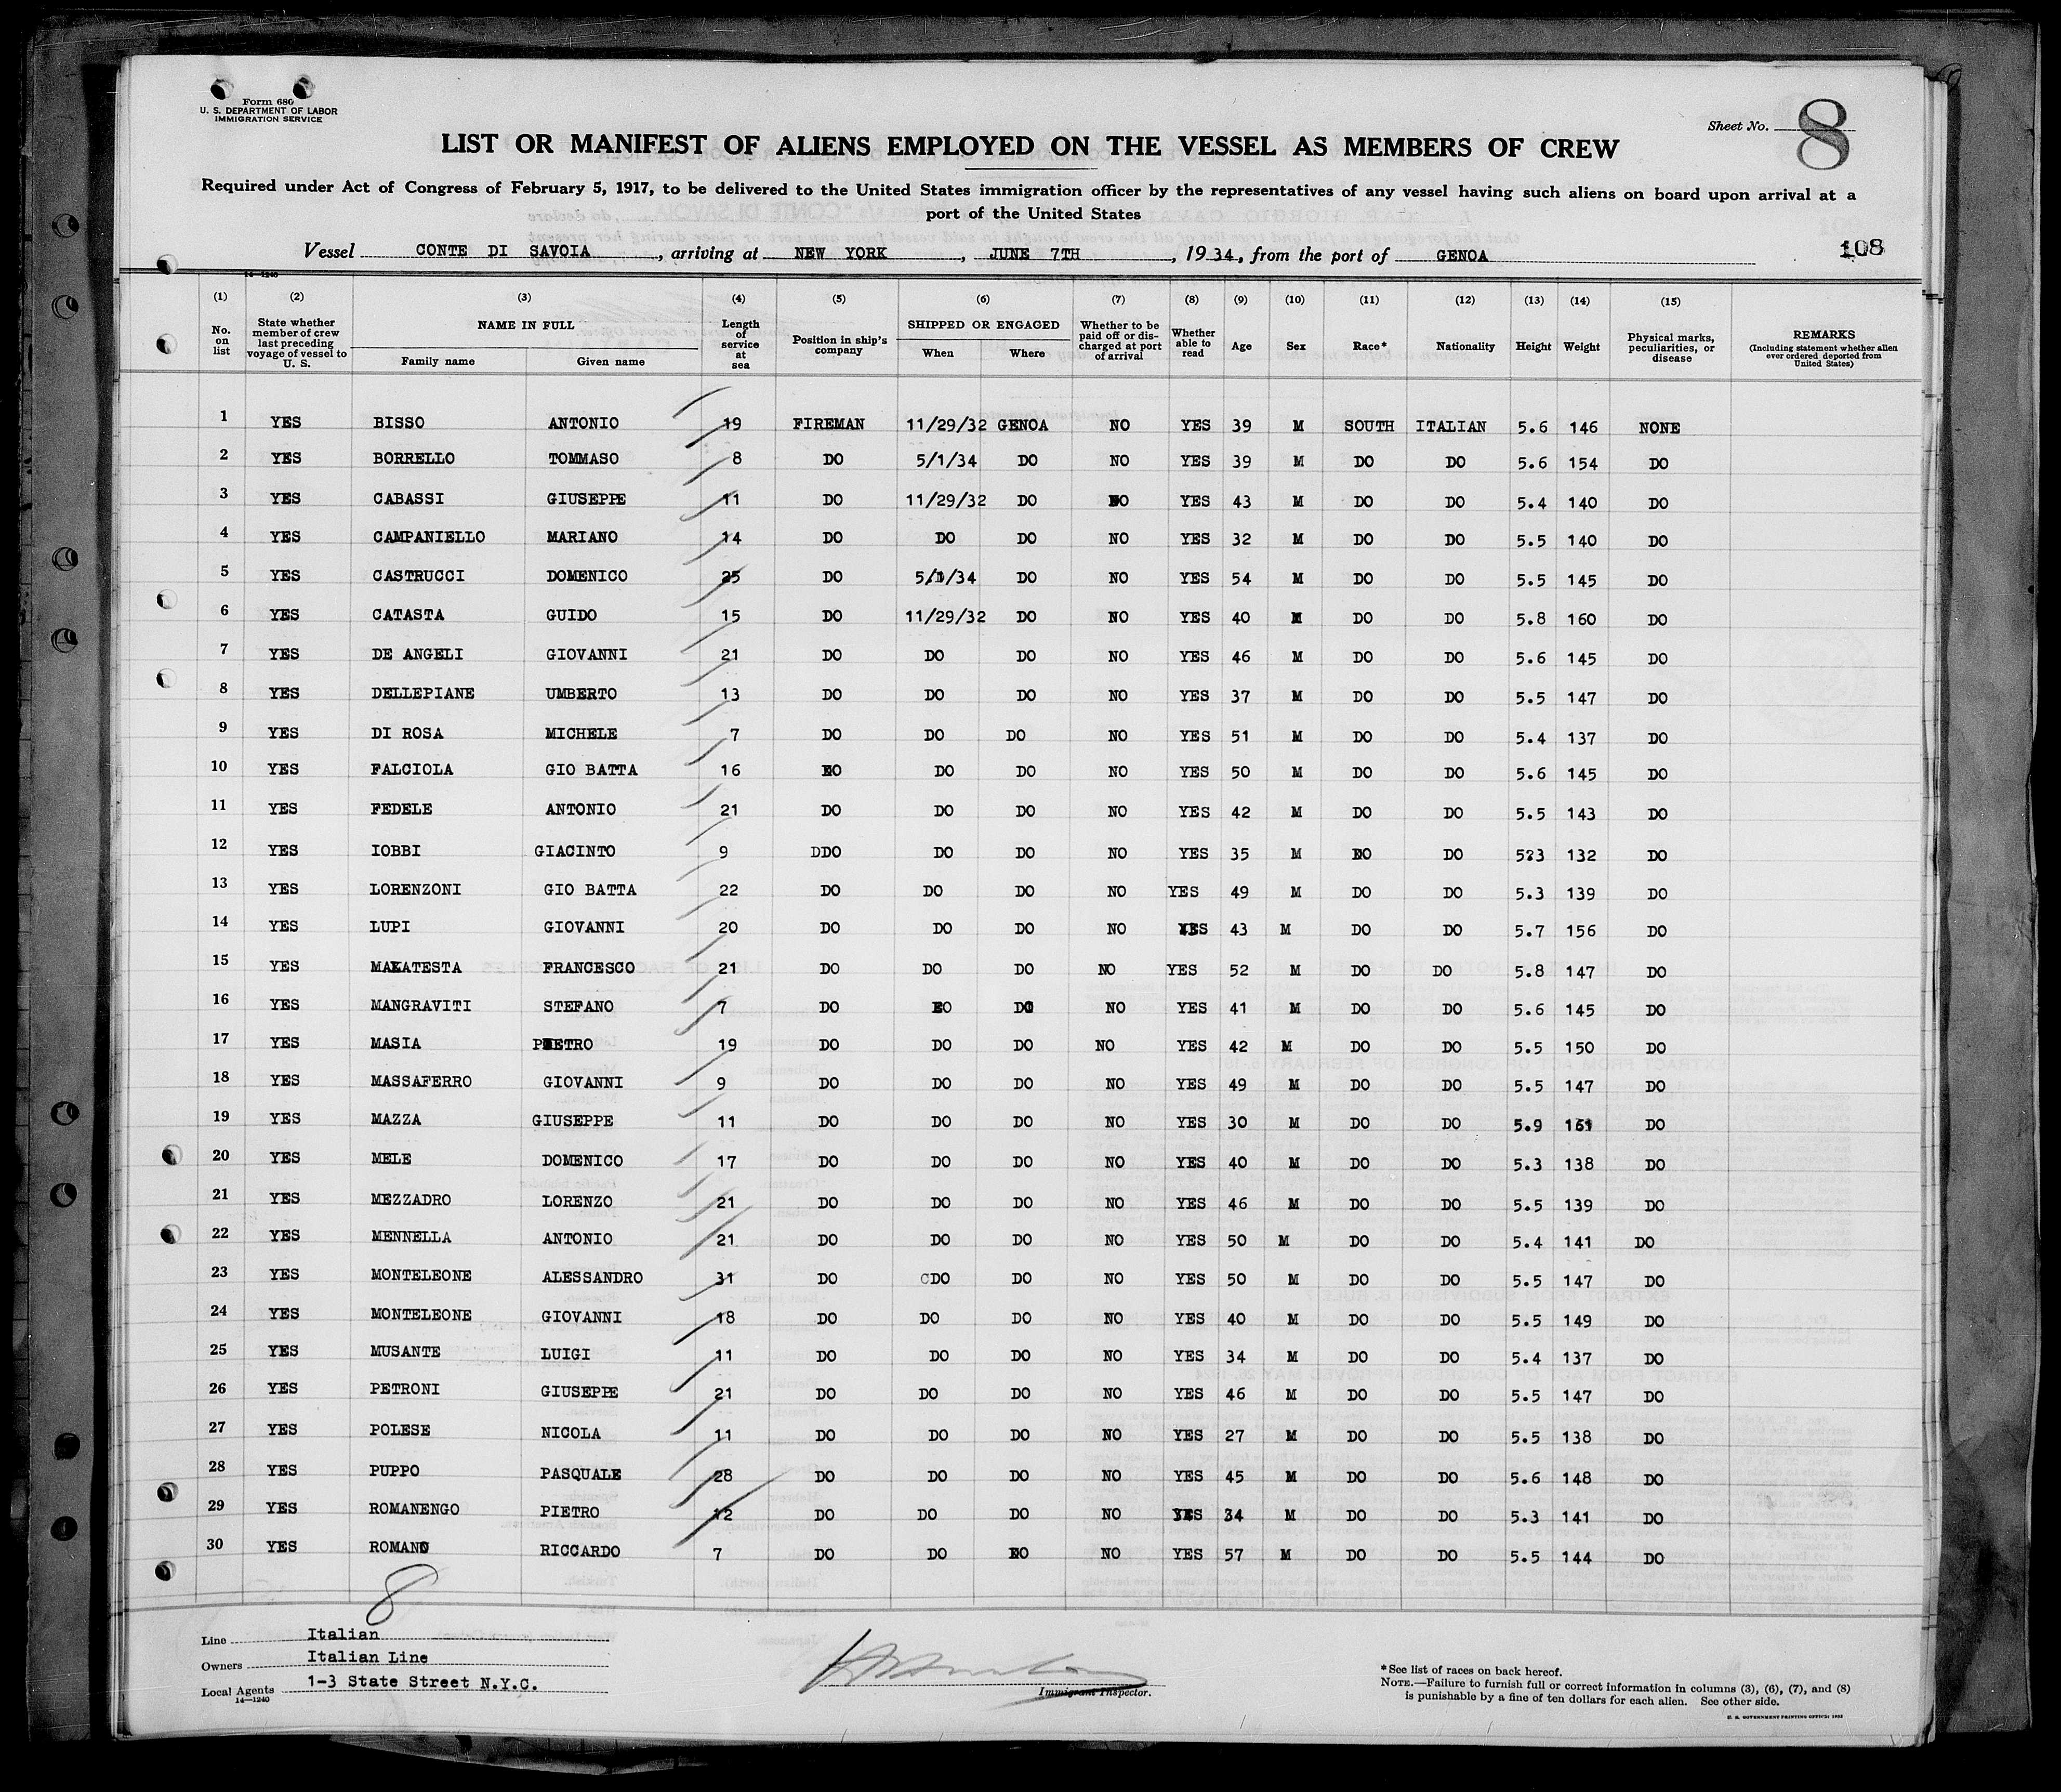 Form 680
U. S. DEPARTMENT OF LABOR
IMMIGRATION SERVICE
Sheet No. 8
LIST OR MANIFEST OF ALIENS EMPLOYED ON THE VESSEL AS MEMBERS OF CREW
Required under Act of Congress of February 5, 1917, to be delivered to the United States immigration officer by the representatives of any vessel having such aliens on board upon arrival at a
port of the United States
Vessel CONTE DI SAVOIA, arriving at NEW YORK, JUNE 7TH, 1934, from the port of GENOA 108
14-1240
(1) (2) (3) (4) (5) (6) (7) (8) (9) (10) (11) (12) (13) (14) (15)
No. on list State whether member of crew last preceding voyage of vessel to U. S. NAME IN FULL Family name Given name Length of service at sea Position in ship's company SHIPPED OR ENGAGED When Where Whether to be paid off or discharged at port of arrival Whether able to read Age Sex Race* Nationality Height Weight Physical marks, peculiarities, or disease REMARKS (Including statement whether alien ever ordered deported from United States)
1 YES BISSO ANTONIO 19 FIREMAN 11/29/32 GENOA NO YES 39 M SOUTH ITALIAN 5.6 146 NONE
2 YES BORRELLO TOMMASO 8 DO 5/1/34 DO NO YES 39 M DO DO 5.6 154 DO
3 YES CABASSI GIUSEPPE 11 DO 11/29/32 DO NO YES 43 M DO DO 5.4 140 DO
4 YES CAMPANIELLO MARIANO 14 DO DO DO NO YES 32 M DO DO 5.5 140 DO
5 YES CASTRUCCI DOMENICO 25 DO 5/1/34 DO NO YES 54 M DO DO 5.5 145 DO
6 YES CATASTA GUIDO 15 DO 11/29/32 DO NO YES 40 M DO DO 5.8 160 DO
7 YES DE ANGELI GIOVANNI 21 DO DO DO NO YES 46 M DO DO 5.6 145 DO
8 YES DELLEPIANE UMBERTO 13 DO DO DO NO YES 37 M DO DO 5.5 147 DO
9 YES DI ROSA MICHELE 7 DO DO DO NO YES 51 M DO DO 5.4 137 DO
10 YES FALCIOLA GIO BATTA 16 DO DO DO NO YES 50 M DO DO 5.6 145 DO
11 YES FEDELE ANTONIO 21 DO DO DO NO YES 42 M DO DO 5.5 143 DO
12 YES IOBBI GIACINTO 9 DDO DO DO NO YES 35 M DO DO 5?3 132 DO
13 YES LORENZONI GIO BATTA 22 DO DO DO NO YES 49 M DO DO 5.3 139 DO
14 YES LUPI GIOVANNI 20 DO DO DO NO YES 43 M DO DO 5.7 156 DO
15 YES MALATESTA FRANCESCO 21 DO DO DO NO YES 52 M DO DO 5.8 147 DO
16 YES MANGRAVITI STEFANO 7 DO DO DO NO YES 41 M DO DO 5.6 145 DO
17 YES MASIA PIETRO 19 DO DO DO NO YES 42 M DO DO 5.5 150 DO
18 YES MASSAFERRO GIOVANNI 9 DO DO DO NO YES 49 M DO DO 5.5 147 DO
19 YES MAZZA GIUSEPPE 11 DO DO DO NO YES 30 M DO DO 5.9 161 DO
20 YES MELE DOMENICO 17 DO DO DO NO YES 40 M DO DO 5.3 138 DO
21 YES MEZZADRO LORENZO 21 DO DO DO NO YES 46 M DO DO 5.5 139 DO
22 YES MENNELLA ANTONIO 21 DO DO DO NO YES 50 M DO DO 5.4 141 DO
23 YES MONTELEONE ALESSANDRO 31 DO CDO DO NO YES 50 M DO DO 5.5 147 DO
24 YES MONTELEONE GIOVANNI 18 DO DO DO NO YES 40 M DO DO 5.5 149 DO
25 YES MUSANTE LUIGI 11 DO DO DO NO YES 34 M DO DO 5.4 137 DO
26 YES PETRONI GIUSEPPE 21 DO DO DO NO YES 46 M DO DO 5.5 147 DO
27 YES POLESE NICOLA 11 DO DO DO NO YES 27 M DO DO 5.5 138 DO
28 YES PUPPO PASQUALE 28 DO DO DO NO YES 45 M DO DO 5.6 148 DO
29 YES ROMANENGO PIETRO 12 DO DO DO NO YES 34 M DO DO 5.3 141 DO
30 YES ROMANO RICCARDO 7 DO DO DO NO YES 57 M DO DO 5.5 144 DO
8
Line Italian
Owners Italian Line
Local Agents 1-3 State Street N.Y.C.
14—1240
Immigrant Inspector.
*See list of races on back hereof.
NOTE.—Failure to furnish full or correct information in columns (3), (6), (7), and (8)
is punishable by a fine of ten dollars for each alien. See other side.
U. S. GOVERNMENT PRINTING OFFICE: 1932